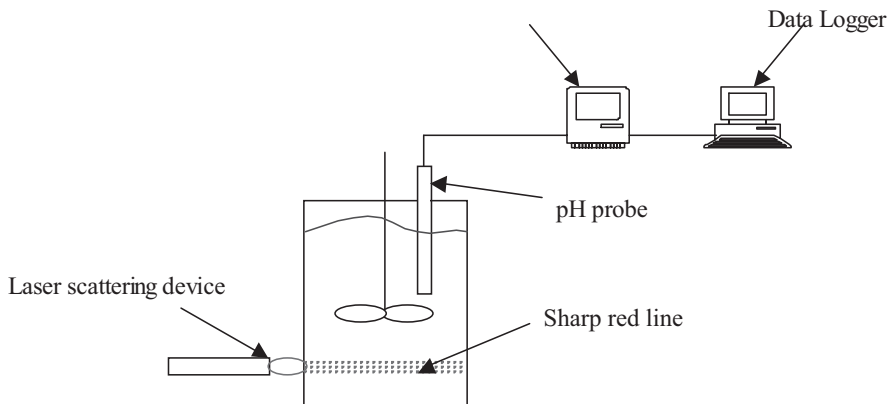 Data Logger
pH probe
Laser scattering device
Sharp red line